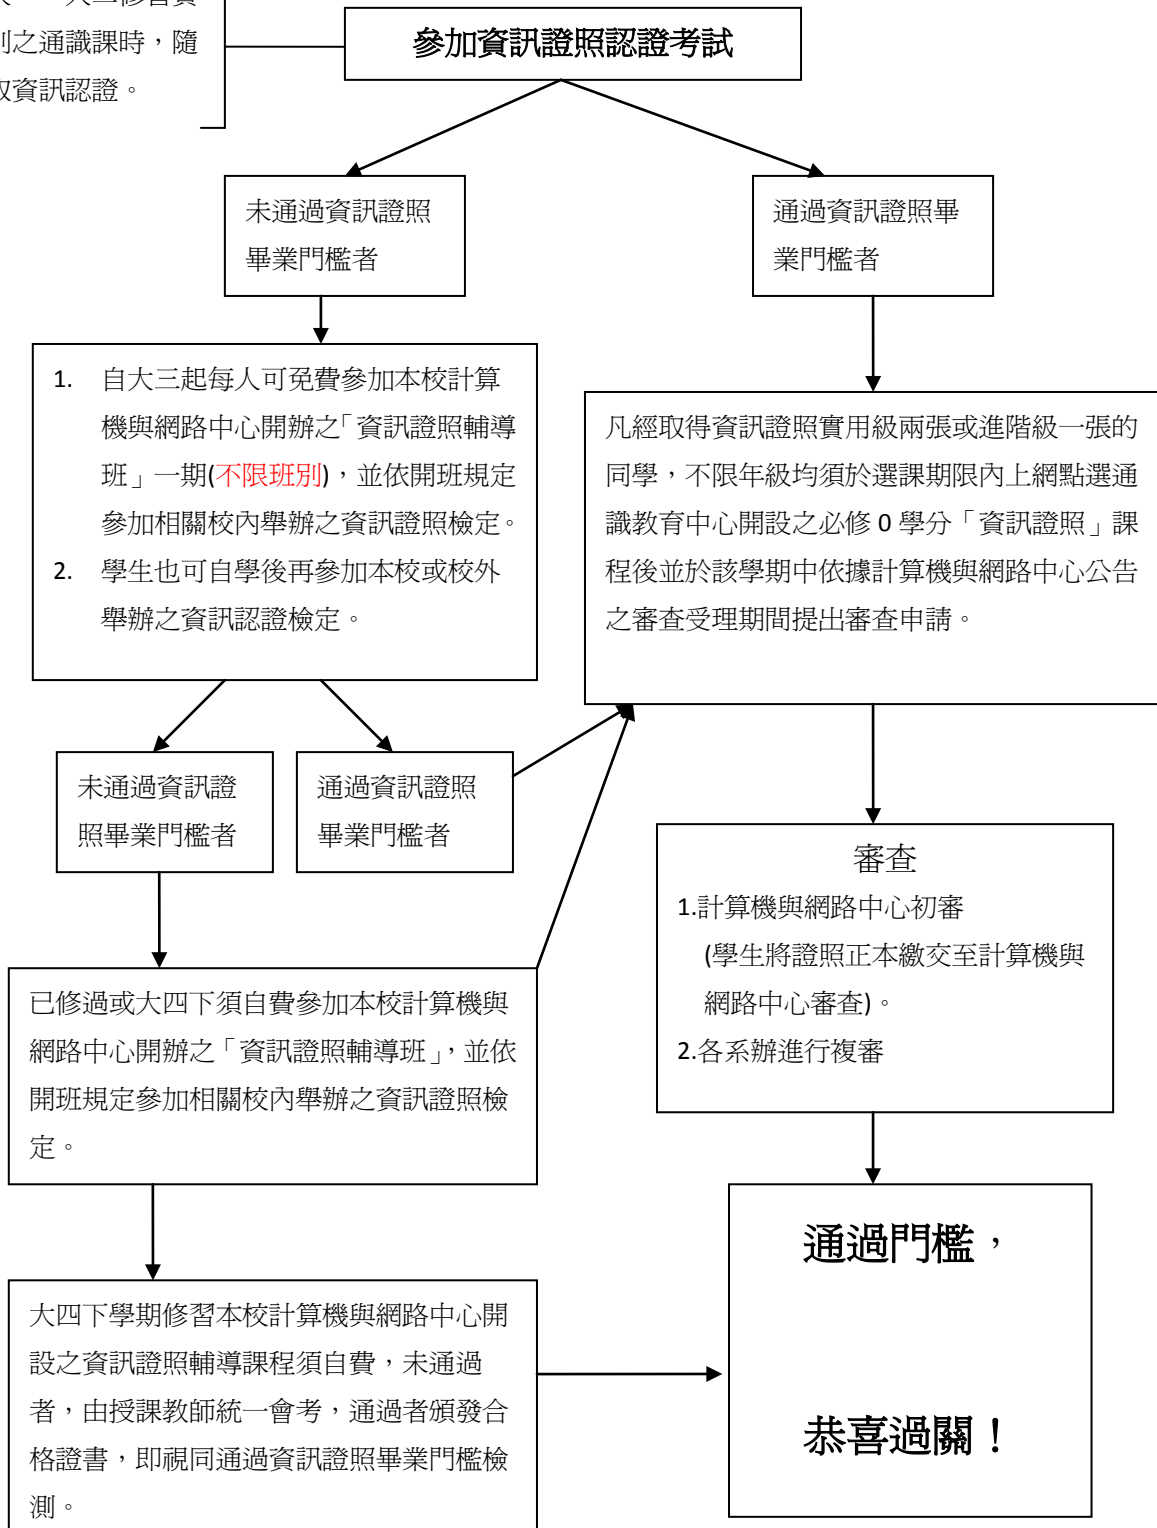 之通識課時，隨
資訊認證。
參加資訊證照認證考試
未通過資訊證照
畢業門檻者
通過資訊證照畢
業門檻者
1. 自大三起每人可免費參加本校計算
機與網路中心開辦之「資訊證照輔導
班」一期(不限班別)，並依開班規定
參加相關校內舉辦之資訊證照檢定。
2. 學生也可自學後再參加本校或校外
舉辦之資訊認證檢定。
凡經取得資訊證照實用級兩張或進階級一張的
同學，不限年級均須於選課期限內上網點選通
識教育中心開設之必修 0 學分「資訊證照」課
程後並於該學期中依據計算機與網路中心公告
之審查受理期間提出審查申請。
未通過資訊證
照畢業門檻者
通過資訊證照
畢業門檻者
審查
1.計算機與網路中心初審
(學生將證照正本繳交至計算機與
網路中心審查)。
2.各系辦進行複審
已修過或大四下須自費參加本校計算機與
網路中心開辦之「資訊證照輔導班」，並依
開班規定參加相關校內舉辦之資訊證照檢
定。
通過門檻，
恭喜過關！
大四下學期修習本校計算機與網路中心開
設之資訊證照輔導課程須自費，未通過
者，由授課教師統一會考，通過者頒發合
格證書，即視同通過資訊證照畢業門檻檢
測。